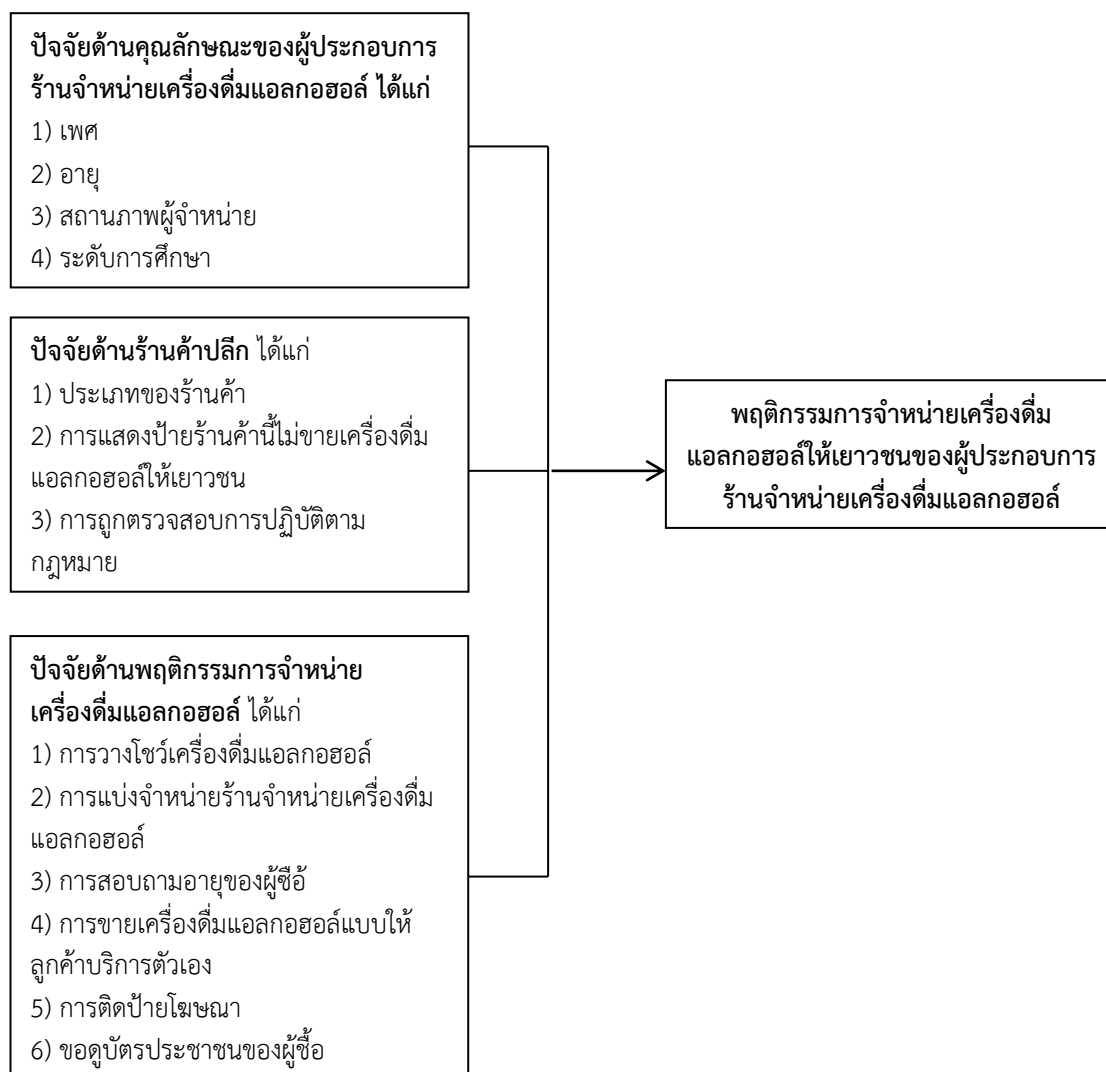 ปัจจัยด้านคุณลักษณะของผู้ประกอบการ
ร้านจำหน่ายเครื่องดื่มแอลกอฮอล์ ได้แก่
1) เพศ
2) อายุ
3) สถานภาพผู้จำหน่าย
4) ระดับการศึกษา
ปัจจัยด้านร้านค้าปลีก ได้แก่
1) ประเภทของร้านค้า
2) การแสดงป้ายร้านค้านี้ไม่ขายเครื่องดื่ม
แอลกอฮอล์ให้เยาวชน
3) การถูกตรวจสอบการปฏิบัติตาม
กฎหมาย
ปัจจัยด้านพฤติกรรมการจำหน่าย
เครื่องดื่มแอลกอฮอล์ ได้แก่
1) การวางโชว์เครื่องดื่มแอลกอฮอล์
2) การแบ่งจำหน่ายร้านจำหน่ายเครื่องดื่ม
แอลกอฮอล์
3) การสอบถามอายุของผู้ซือ้
4) การขายเครื่องดื่มแอลกอฮอล์แบบให้
ลูกค้าบริการตัวเอง
5) การติดป้ายโฆษณา
6) ขอดูบัตรประชาชนของผู้ซื้อ
พฤติกรรมการจำหน่ายเครื่องดื่ม
แอลกอฮอล์ให้เยาวชนของผู้ประกอบการ
ร้านจำหน่ายเครื่องดื่มแอลกอฮอล์